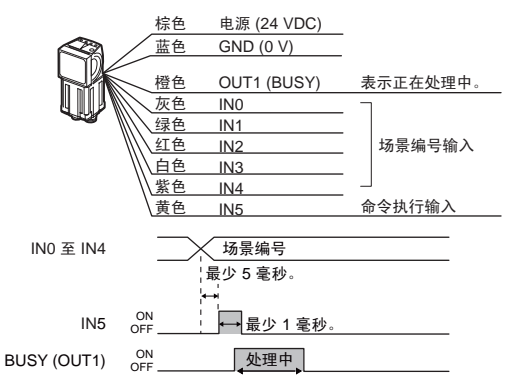 棕色 电源 (24 VDC)
蓝色 GND (0 V)
橙色 OUT1 (BUSY) 表示正在处理中。
灰色 IN0
绿色 IN1
红色 IN2 场景编号输入
白色 IN3
紫色 IN4
黄色 IN5 命令执行输入
IN0 至 IN4 场景编号
最少 5 毫秒。
IN5 ON OFF 最少 1 毫秒。
BUSY (OUT1) ON OFF 处理中